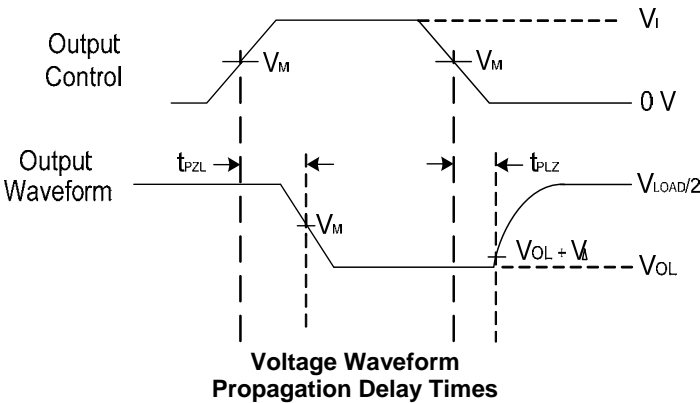 Output
Control
VM
VM
VI
0 V
Output
Waveform
tPZL
tPLZ
VLOAD/2
VM
VOL + VΔ
VOL
Voltage Waveform
Propagation Delay Times